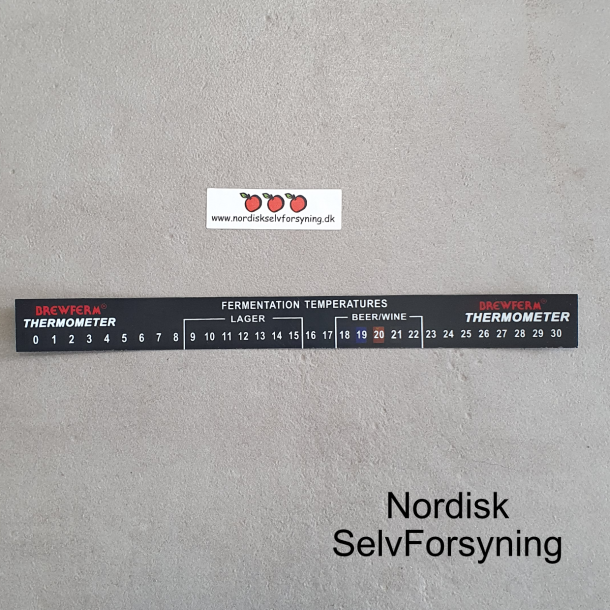 www.nordiskselvforsyning.dk
FERMENTATION TEMPERATURES
BREWFERM®
THERMOMETER
LAGER
BEER/WINE
BREWFERM®
THERMOMETER
0 1 2 3 4 5 6 7 8 9 10 11 12 13 14 15 16 17 18 19 20 21 22 23 24 25 26 27 28 29 30
Nordisk
SelvForsyning